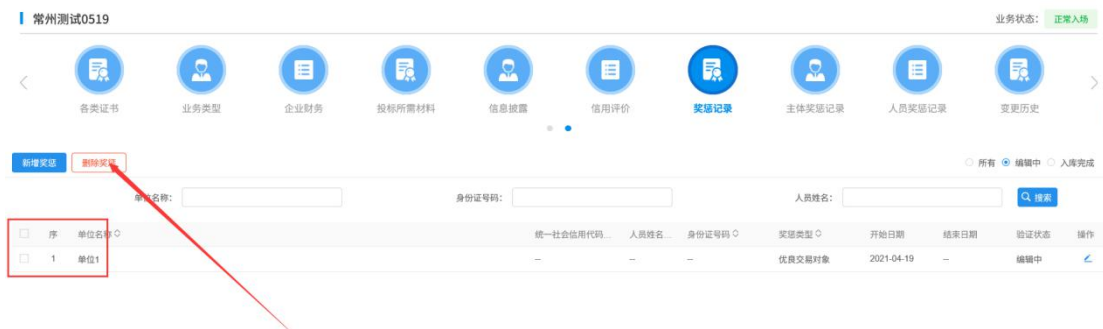 常州测试0519 业务状态： 正常入场
各类证书 业务类型 企业财务 投标所需材料 信息披露 信用评价 奖惩记录 主体奖惩记录 人员奖惩记录 变更历史
新增奖惩 删除奖惩 所有 编辑中 入库完成
单位名称： 身份证号码： 人员姓名： 搜索
序 单位名称 统一社会信用代码... 人员姓名... 身份证号码 奖惩类型 开始日期 结束日期 验证状态 操作
1 单位1 -- -- -- 优良交易对象 2021-04-19 -- 编辑中